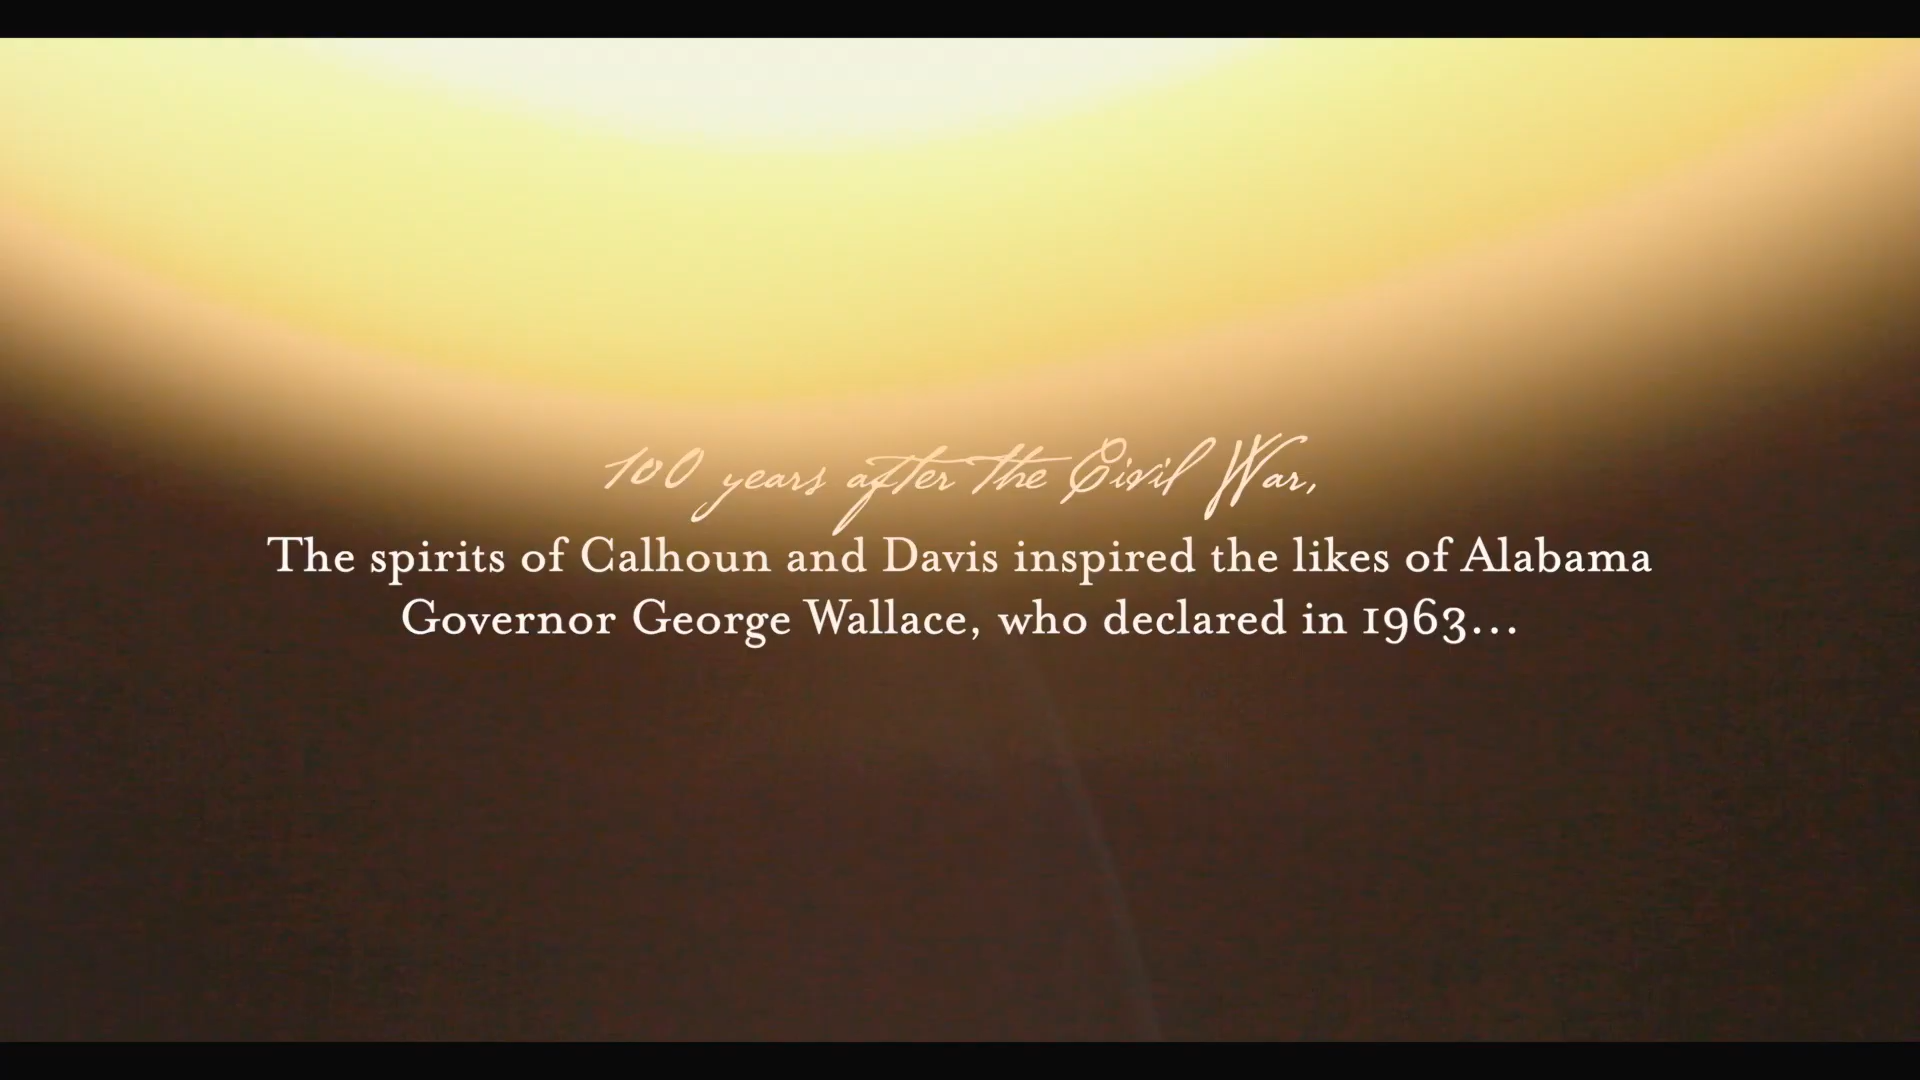 100 years after the Civil War,
The spirits of Calhoun and Davis inspired the likes of Alabama
Governor George Wallace, who declared in 1963...